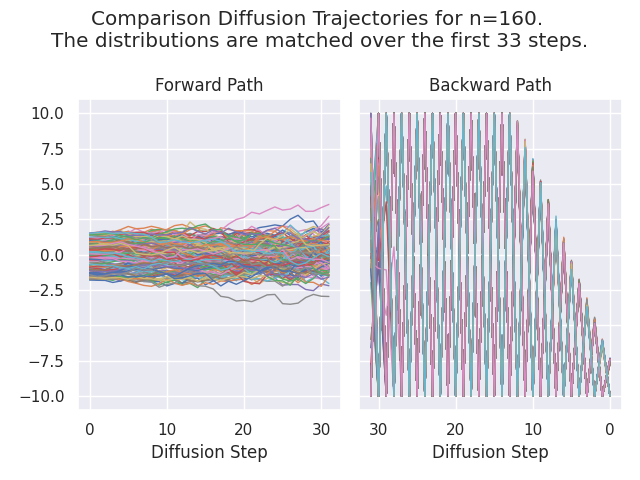 Comparison Diffusion Trajectories for n=160.
The distributions are matched over the first 33 steps.
Forward Path
Backward Path
10.0
7.5
5.0
2.5
0.0
−2.5
−5.0
−7.5
−10.0
0 10 20 30
30 20 10 0
Diffusion Step
Diffusion Step